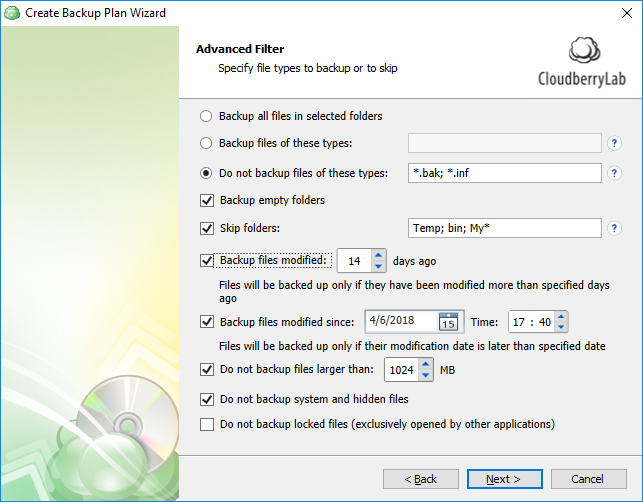 Create Backup Plan Wizard
Advanced Filter
Specify file types to backup or to skip
CloudberryLab
Backup all files in selected folders
Backup files of these types: ?
Do not backup files of these types: *.bak; *.inf ?
Backup empty folders
Skip folders: Temp; bin; My* ?
Backup files modified: 14 days ago
Files will be backed up only if they have been modified more than specified days
ago
Backup files modified since: 4/6/2018 15 Time: 17 : 40
Files will be backed up only if their modification date is later than specified date
Do not backup files larger than: 1024 MB
Do not backup system and hidden files
Do not backup locked files (exclusively opened by other applications)
< Back Next > Cancel